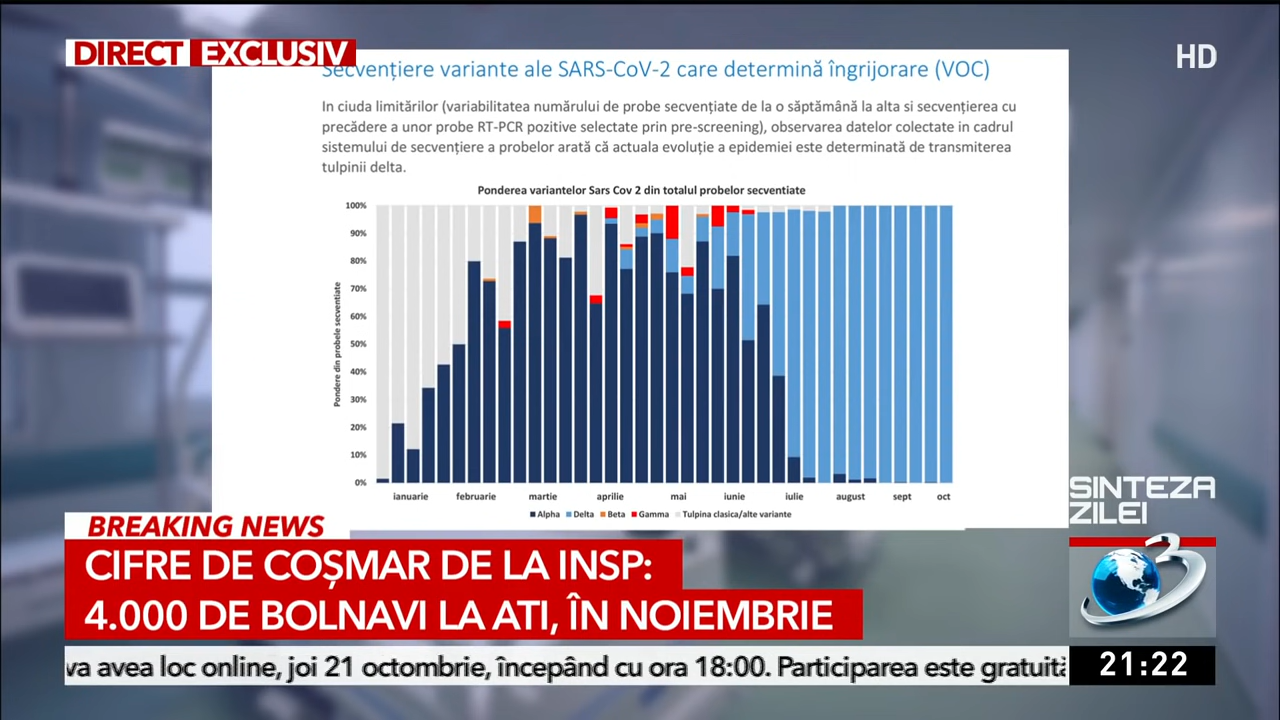 DIRECT EXCLUSIV
HD
Secvențiere variante ale SARS-CoV-2 care determină îngrijorare (VOC)
In ciuda limitărilor (variabilitatea numărului de probe secvențiate de la o săptămână la alta si secvențierea cu
precădere a unor probe RT-PCR pozitive selectate prin pre-screening), observarea datelor colectate in cadrul
sistemului de secvențiere a probelor arată că actuala evoluție a epidemiei este determinată de transmiterea
tulpinii delta.
Ponderea variantelor Sars Cov 2 din totalul probelor secventiate
100%
90%
80%
70%
60%
50%
40%
30%
20%
10%
0%
Pondere din probele secventiate
ianuarie februarie martie aprilie mai iunie iulie august sept oct
Alpha Delta Beta Gamma Tulpina clasica/alte variante
SINTEZA
ZILEI
BREAKING NEWS
CIFRE DE COȘMAR DE LA INSP:
4.000 DE BOLNAVI LA ATI, ÎN NOIEMBRIE
3
va avea loc online, joi 21 octombrie, începând cu ora 18:00. Participarea este gratuită
21:22